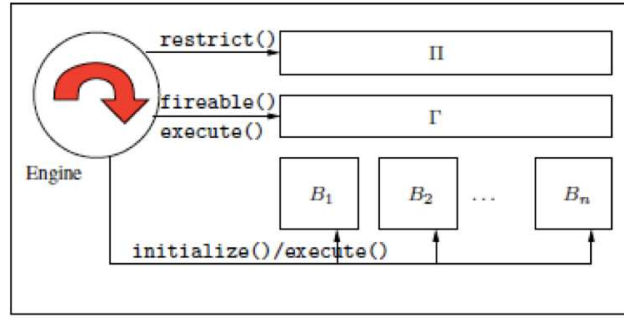 restrict()
Π
fireable()
execute()
Γ
Engine
B₁
B₂
...
Bₙ
initialize()/execute()